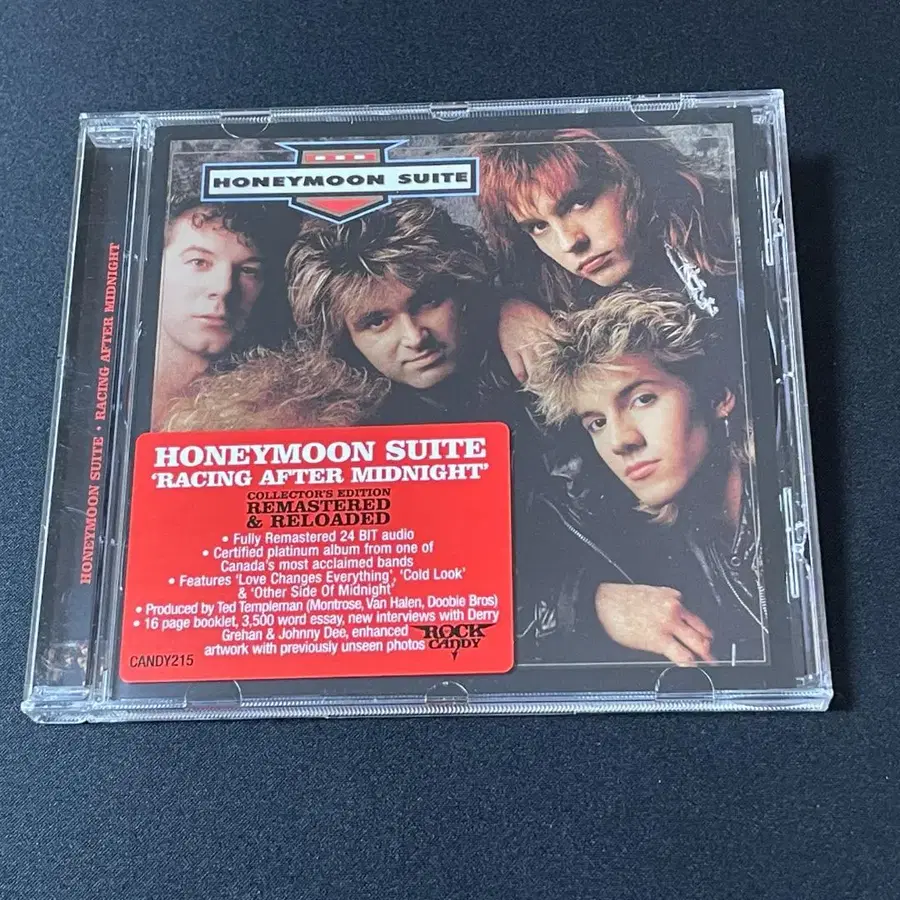 HONEYMOON SUITE
HONEYMOON SUITE • RACING AFTER MIDNIGHT
HONEYMOON SUITE
'RACING AFTER MIDNIGHT'
COLLECTOR'S EDITION
REMASTERED
& RELOADED
• Fully Remastered 24 BIT audio
• Certified platinum album from one of
Canada's most acclaimed bands
• Features 'Love Changes Everything', 'Cold Look'
& 'Other Side Of Midnight'
• Produced by Ted Templeman (Montrose, Van Halen, Doobie Bros)
• 16 page booklet, 3,500 word essay, new interviews with Derry
Grehan & Johnny Dee, enhanced
artwork with previously unseen photos
ROCK
CANDY
CANDY215